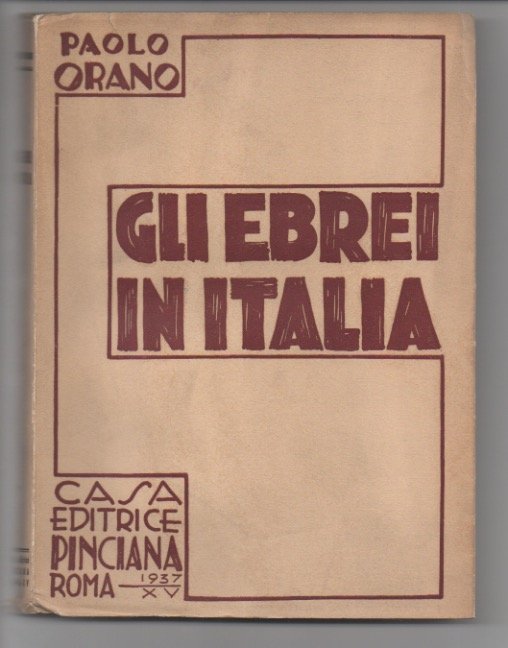 PAOLO
ORANO
GLI EBREI
IN ITALIA
CASA
EDITRICE
PINCIANA
ROMA 1937
XV